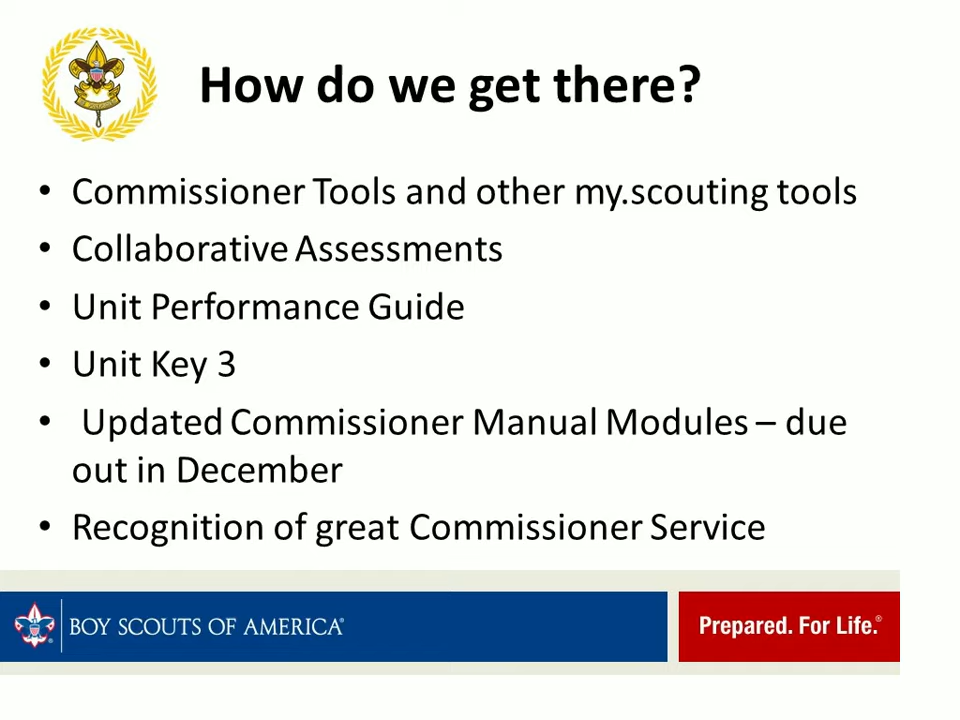 How do we get there?
• Commissioner Tools and other my.scouting tools
• Collaborative Assessments
• Unit Performance Guide
• Unit Key 3
• Updated Commissioner Manual Modules – due
out in December
• Recognition of great Commissioner Service
BOY SCOUTS OF AMERICA®
Prepared. For Life.®